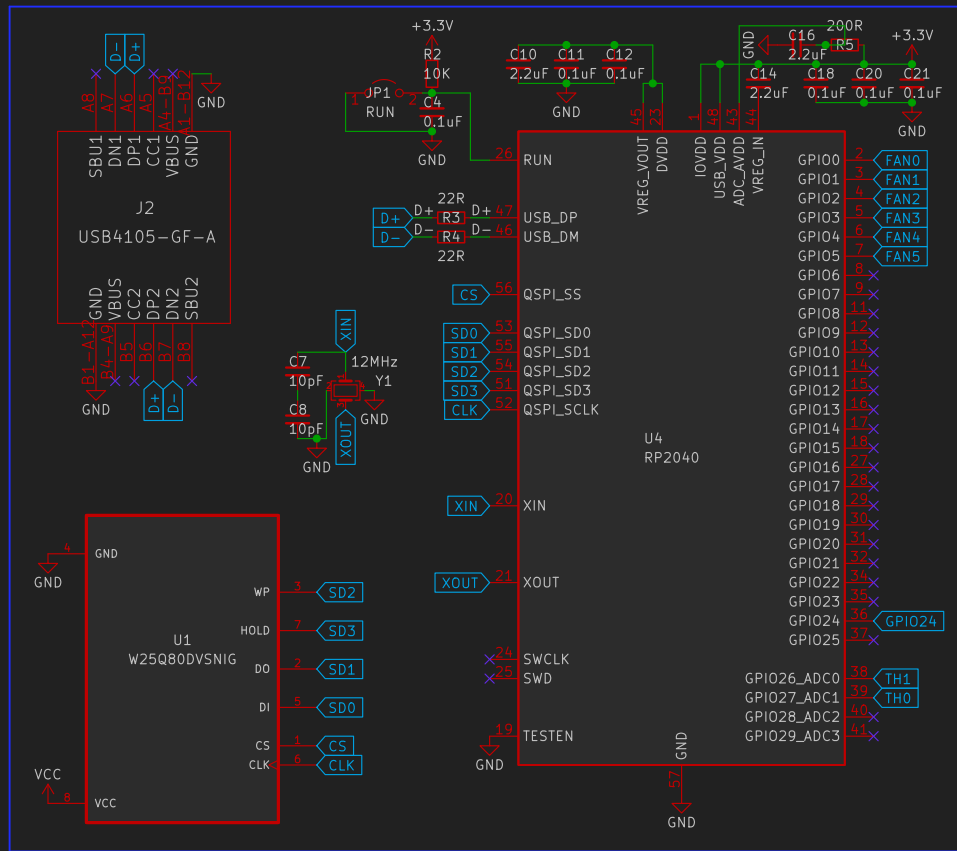 D-
D+
A8
A7
A6
A5
A4-B9
A1-B12
GND
SBU1
DN1
DP1
CC1
VBUS
GND
J2
USB4105-GF-A
GND
VBUS
CC2
DP2
DN2
SBU2
B1-A12
B4-A9
B5
B6
B7
B8
GND
D+
D-
+3.3V
R2
10K
JP1
1
2
RUN
C4
0.1uF
GND
C10
2.2uF
C11
0.1uF
C12
0.1uF
GND
GND
C16
2.2uF
200R
R5
+3.3V
C14
2.2uF
C18
0.1uF
C20
0.1uF
C21
0.1uF
GND
45
23
1
48
43
44
VREG_VOUT
DVDD
IOVDD
USB_VDD
ADC_AVDD
VREG_IN
26
RUN
22R
D+
D+
R3
D+
47
USB_DP
D-
D-
R4
D-
46
USB_DM
22R
CS
56
QSPI_SS
SD0
53
QSPI_SD0
SD1
55
QSPI_SD1
SD2
54
QSPI_SD2
SD3
51
QSPI_SD3
CLK
52
QSPI_SCLK
XIN
20
XIN
XOUT
21
XOUT
24
SWCLK
25
SWD
19
TESTEN
GND
U4
RP2040
GPIO0
2
FAN0
GPIO1
3
FAN1
GPIO2
4
FAN2
GPIO3
5
FAN3
GPIO4
6
FAN4
GPIO5
7
FAN5
GPIO6
8
GPIO7
9
GPIO8
11
GPIO9
12
GPIO10
13
GPIO11
14
GPIO12
15
GPIO13
16
GPIO14
17
GPIO15
18
GPIO16
27
GPIO17
28
GPIO18
29
GPIO19
30
GPIO20
31
GPIO21
32
GPIO22
34
GPIO23
35
GPIO24
36
GPIO24
GPIO25
37
GPIO26_ADC0
38
TH1
GPIO27_ADC1
39
TH0
GPIO28_ADC2
40
GPIO29_ADC3
41
GND
57
GND
XIN
C7
10pF
12MHz
Y1
C8
10pF
GND
XOUT
GND
4
GND
GND
WP
3
SD2
HOLD
7
SD3
U1
W25Q80DVSNIG
DO
2
SD1
DI
5
SD0
CS
1
CS
CLK
6
CLK
VCC
8
VCC